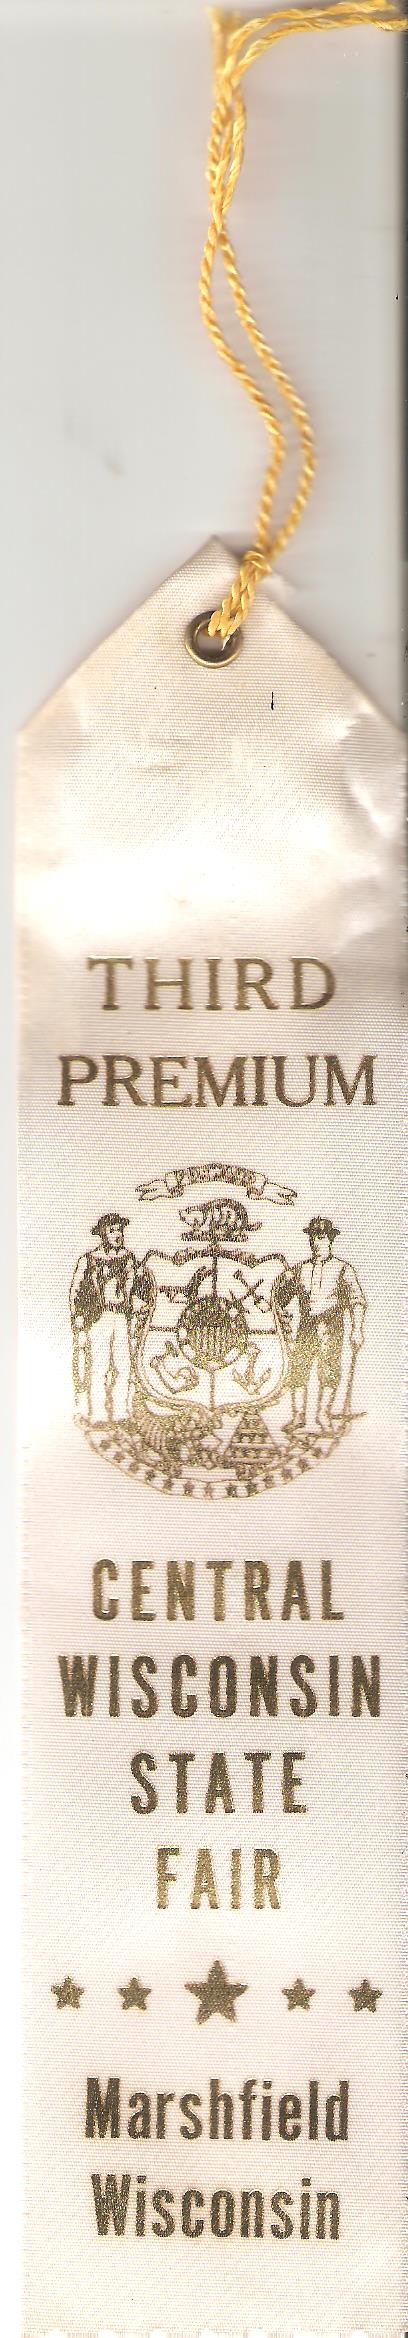 THIRD
PREMIUM
CENTRAL
WISCONSIN
STATE
FAIR
Marshfield
Wisconsin